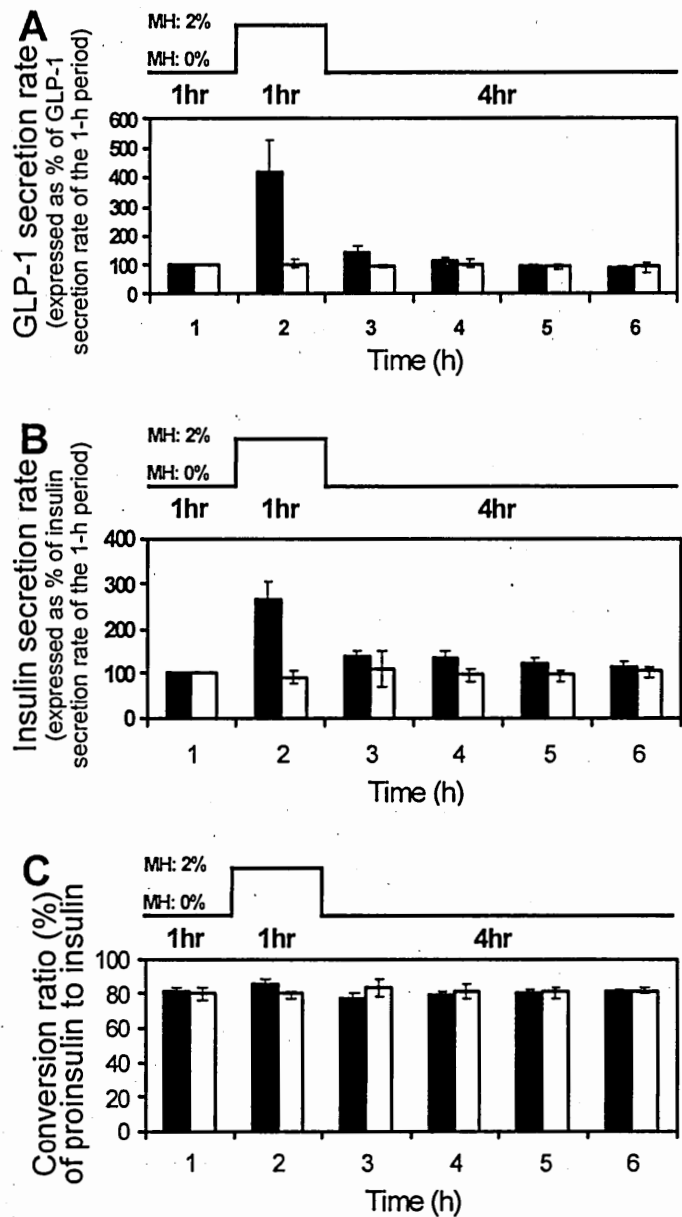 A
MH: 2%
MH: 0%
1hr 1hr 4hr
GLP-1 secretion rate
(expressed as % of GLP-1
secretion rate of the 1-h period)
600
500
400
300
200
100
0
1 2 3 4 5 6
Time (h)
B
MH: 2%
MH: 0%
1hr 1hr 4hr
Insulin secretion rate
(expressed as % of insulin
secretion rate of the 1-h period)
400
300
200
100
0
1 2 3 4 5 6
Time (h)
C
MH: 2%
MH: 0%
1hr 1hr 4hr
Conversion ratio (%)
of proinsulin to insulin
100
80
60
40
20
0
1 2 3 4 5 6
Time (h)